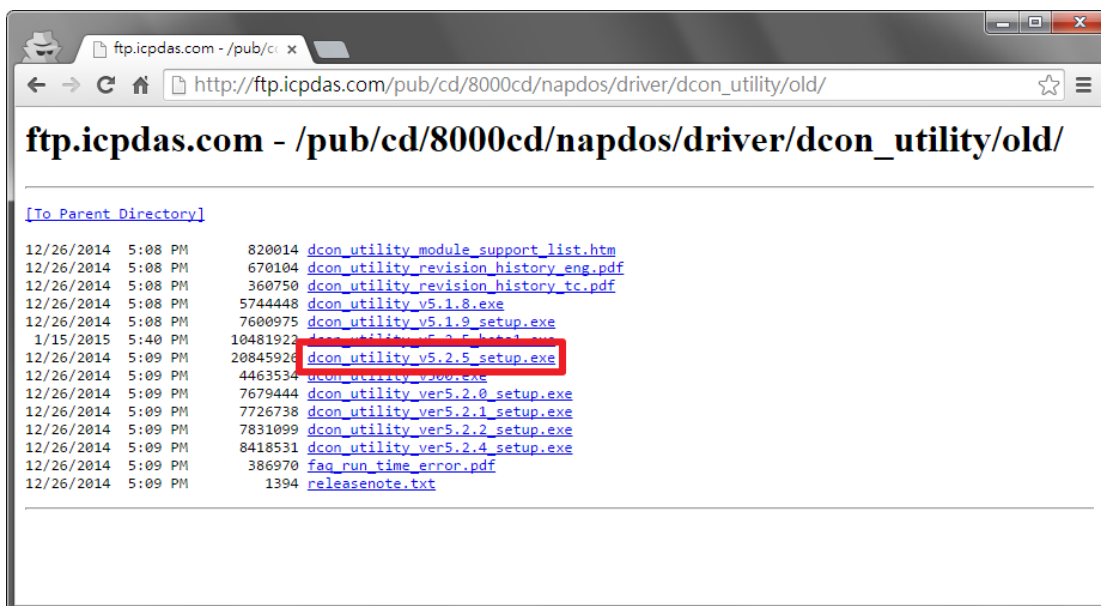 ftp.icpdas.com - /pub/cc
http://ftp.icpdas.com/pub/cd/8000cd/napdos/driver/dcon_utility/old/
ftp.icpdas.com - /pub/cd/8000cd/napdos/driver/dcon_utility/old/
[To Parent Directory]
12/26/2014 5:08 PM 820014 dcon_utility_module_support_list.htm
12/26/2014 5:08 PM 670104 dcon_utility_revision_history_eng.pdf
12/26/2014 5:08 PM 360750 dcon_utility_revision_history_tc.pdf
12/26/2014 5:08 PM 5744448 dcon_utility_v5.1.8.exe
12/26/2014 5:08 PM 7600975 dcon_utility_v5.1.9_setup.exe
1/15/2015 5:40 PM 10481922 dcon_utility_v5.2.5_beta1.exe
12/26/2014 5:09 PM 20845926 dcon_utility_v5.2.5_setup.exe
12/26/2014 5:09 PM 4463534 dcon_utility_v500.exe
12/26/2014 5:09 PM 7679444 dcon_utility_ver5.2.0_setup.exe
12/26/2014 5:09 PM 7726738 dcon_utility_ver5.2.1_setup.exe
12/26/2014 5:09 PM 7831099 dcon_utility_ver5.2.2_setup.exe
12/26/2014 5:09 PM 8418531 dcon_utility_ver5.2.4_setup.exe
12/26/2014 5:09 PM 386970 faq_run_time_error.pdf
12/26/2014 5:09 PM 1394 releasenote.txt